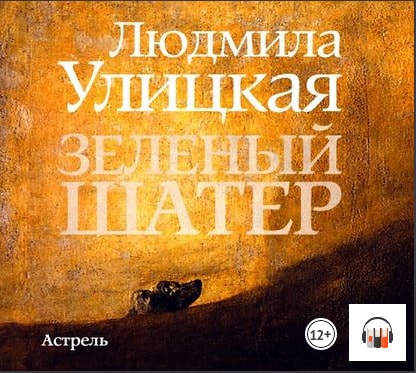 Людмила
Улицкая
ЗЕЛЕНЫЙ
ШАТЕР
Астрель
12+